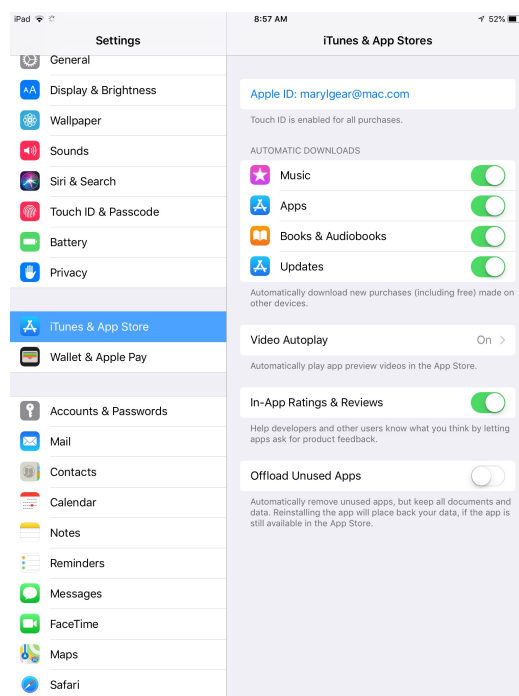 iPad
8:57 AM
52%
Settings
General
AA Display & Brightness
Wallpaper
Sounds
Siri & Search
Touch ID & Passcode
Battery
Privacy
iTunes & App Store
Wallet & Apple Pay
Accounts & Passwords
Mail
Contacts
Calendar
Notes
Reminders
Messages
FaceTime
Maps
Safari
iTunes & App Stores
Apple ID: marylgear@mac.com
Touch ID is enabled for all purchases.
AUTOMATIC DOWNLOADS
Music
Apps
Books & Audiobooks
Updates
Automatically download new purchases (including free) made on
other devices.
Video Autoplay On
Automatically play app preview videos in the App Store.
In-App Ratings & Reviews
Help developers and other users know what you think by letting
apps ask for product feedback.
Offload Unused Apps
Automatically remove unused apps, but keep all documents and
data. Reinstalling the app will place back your data, if the app is
still available in the App Store.